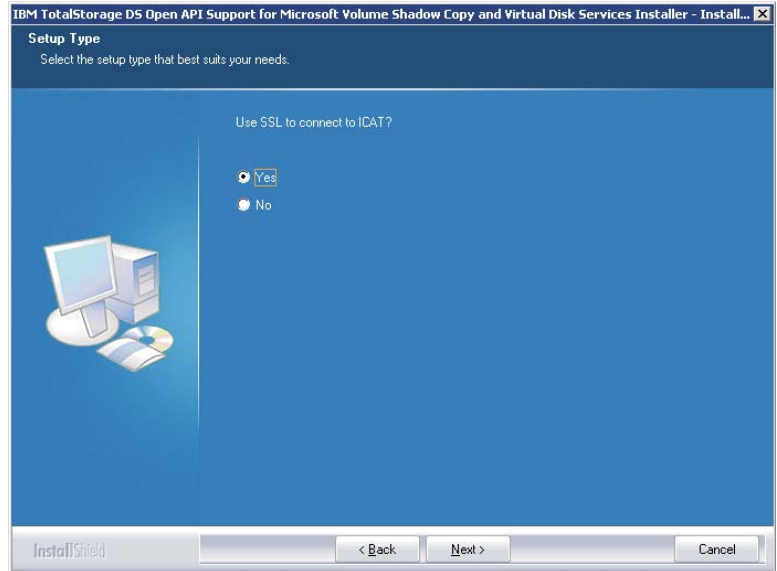 IBM TotalStorage DS Open API Support for Microsoft Volume Shadow Copy and Virtual Disk Services Installer - Install...
Setup Type
Select the setup type that best suits your needs.
Use SSL to connect to ICAT?
Yes
No
InstallShield
< Back
Next >
Cancel